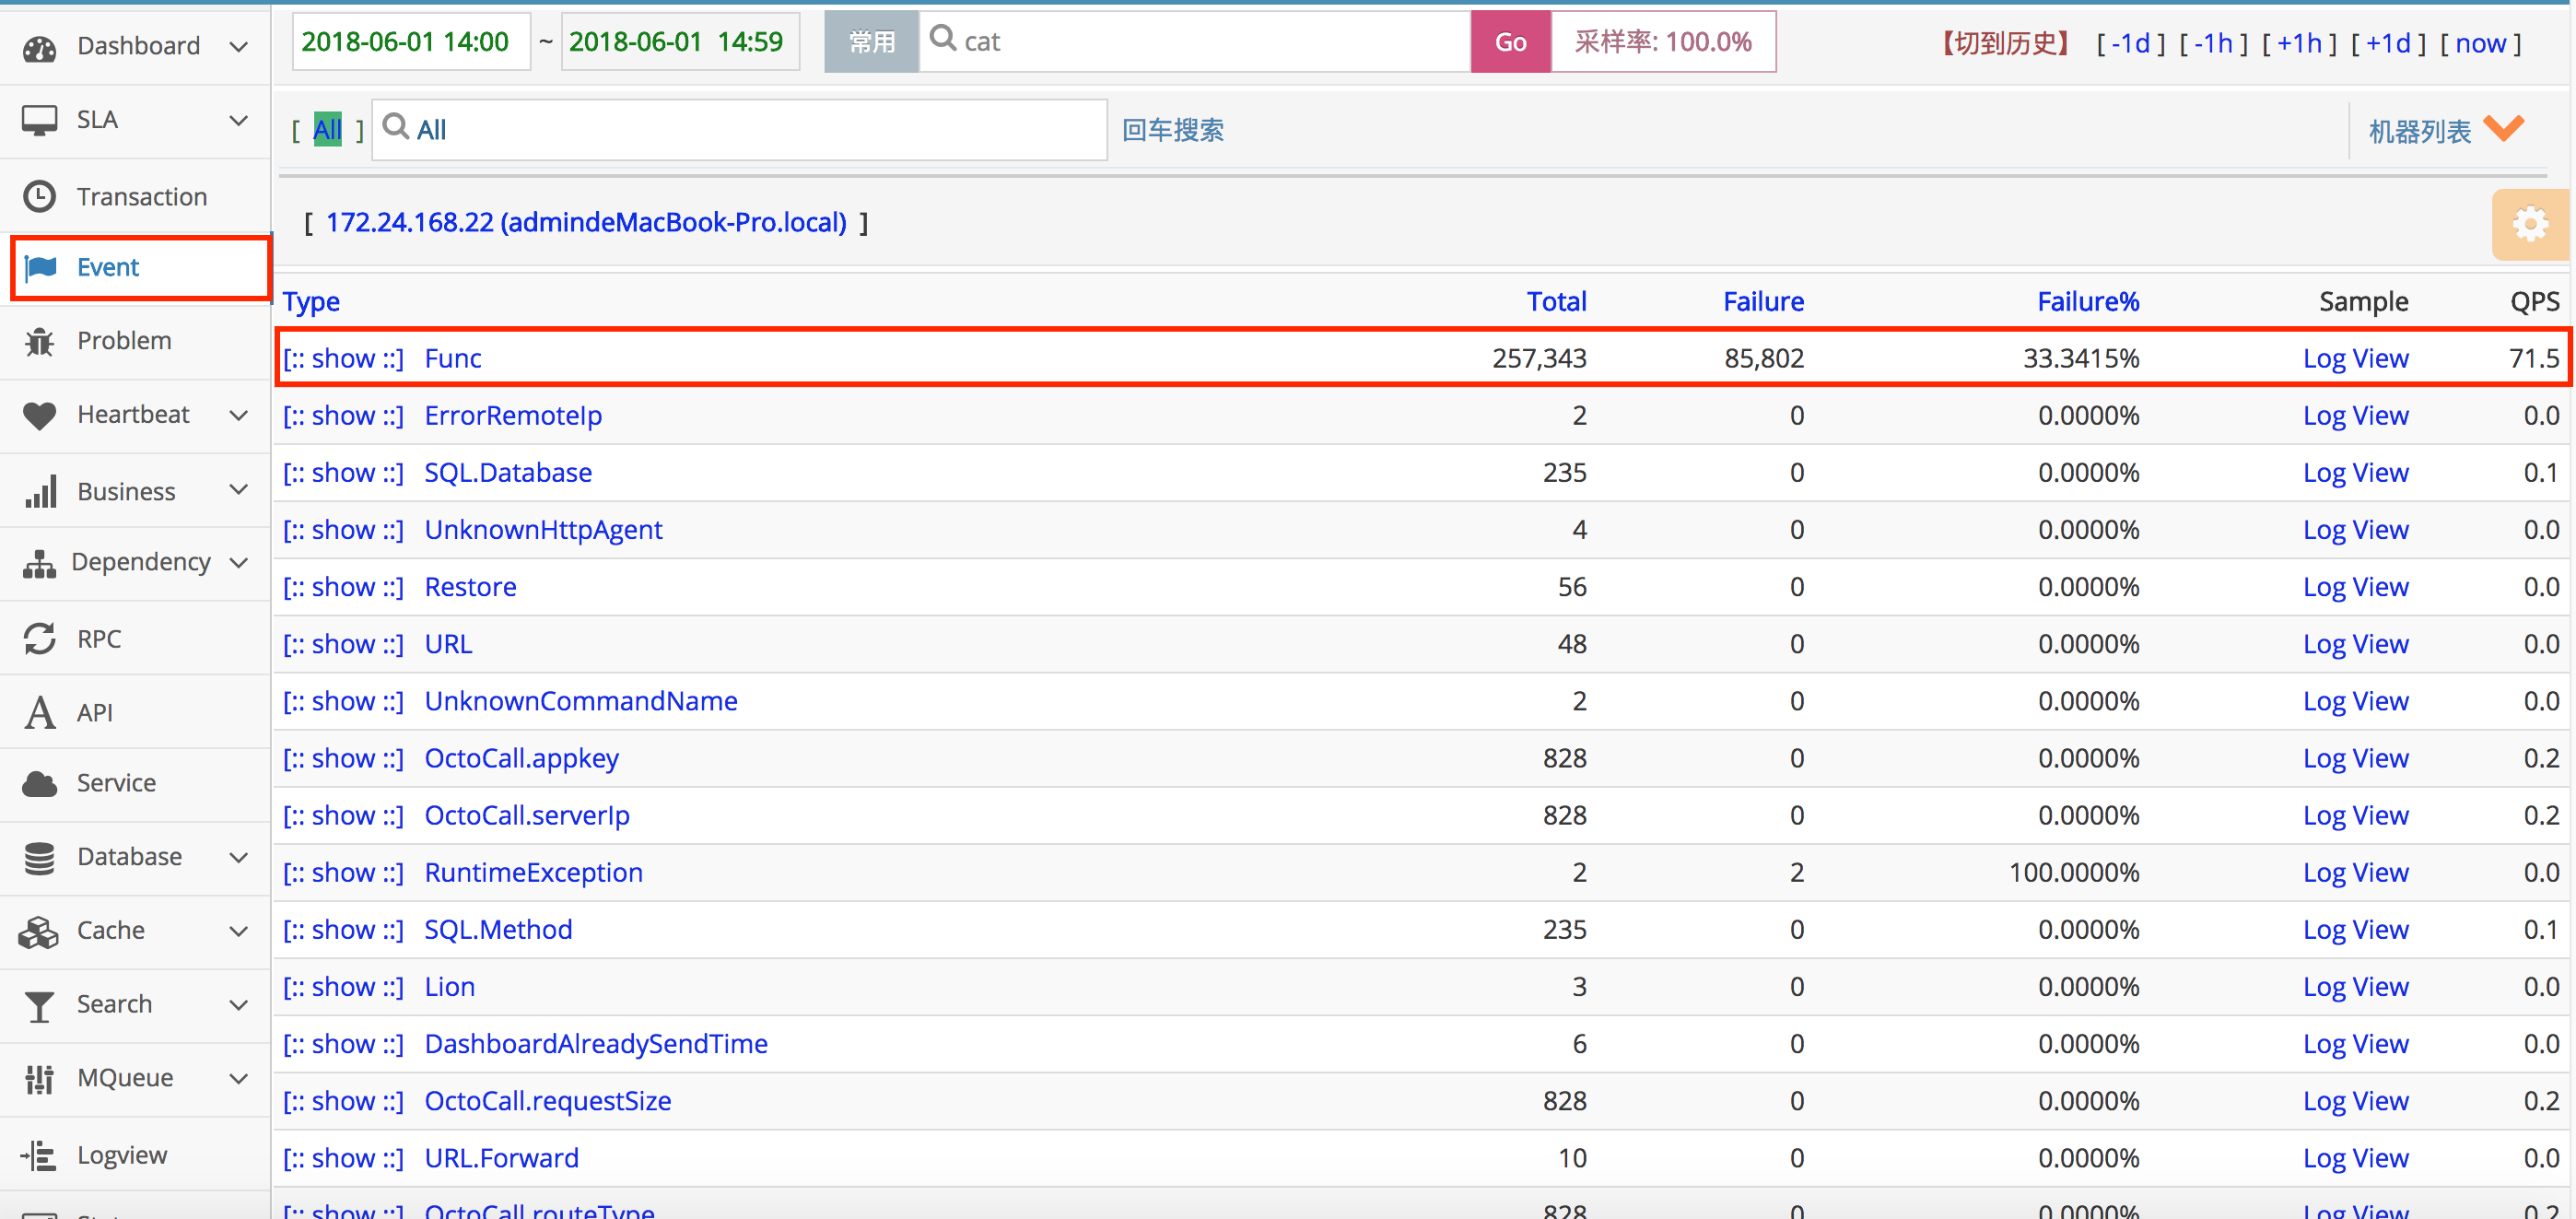 Dashboard
SLA
Transaction
Event
Problem
Heartbeat
Business
Dependency
RPC
API
Service
Database
Cache
Search
MQueue
Logview
2018-06-01 14:00 ~ 2018-06-01 14:59 常用 cat Go 采样率: 100.0% 【切到历史】 [ -1d ] [ -1h ] [ +1h ] [ +1d ] [ now ]
[ All ] All 回车搜索 机器列表
[ 172.24.168.22 (admindeMacBook-Pro.local) ]
Type Total Failure Failure% Sample QPS
[:: show ::] Func 257,343 85,802 33.3415% Log View 71.5
[:: show ::] ErrorRemoteIp 2 0 0.0000% Log View 0.0
[:: show ::] SQL.Database 235 0 0.0000% Log View 0.1
[:: show ::] UnknownHttpAgent 4 0 0.0000% Log View 0.0
[:: show ::] Restore 56 0 0.0000% Log View 0.0
[:: show ::] URL 48 0 0.0000% Log View 0.0
[:: show ::] UnknownCommandName 2 0 0.0000% Log View 0.0
[:: show ::] OctoCall.appkey 828 0 0.0000% Log View 0.2
[:: show ::] OctoCall.serverIp 828 0 0.0000% Log View 0.2
[:: show ::] RuntimeException 2 2 100.0000% Log View 0.0
[:: show ::] SQL.Method 235 0 0.0000% Log View 0.1
[:: show ::] Lion 3 0 0.0000% Log View 0.0
[:: show ::] DashboardAlreadySendTime 6 0 0.0000% Log View 0.0
[:: show ::] OctoCall.requestSize 828 0 0.0000% Log View 0.2
[:: show ::] URL.Forward 10 0 0.0000% Log View 0.0
[:: show ::] OctoCall.routeType 828 0 0.0000% Log View 0.2